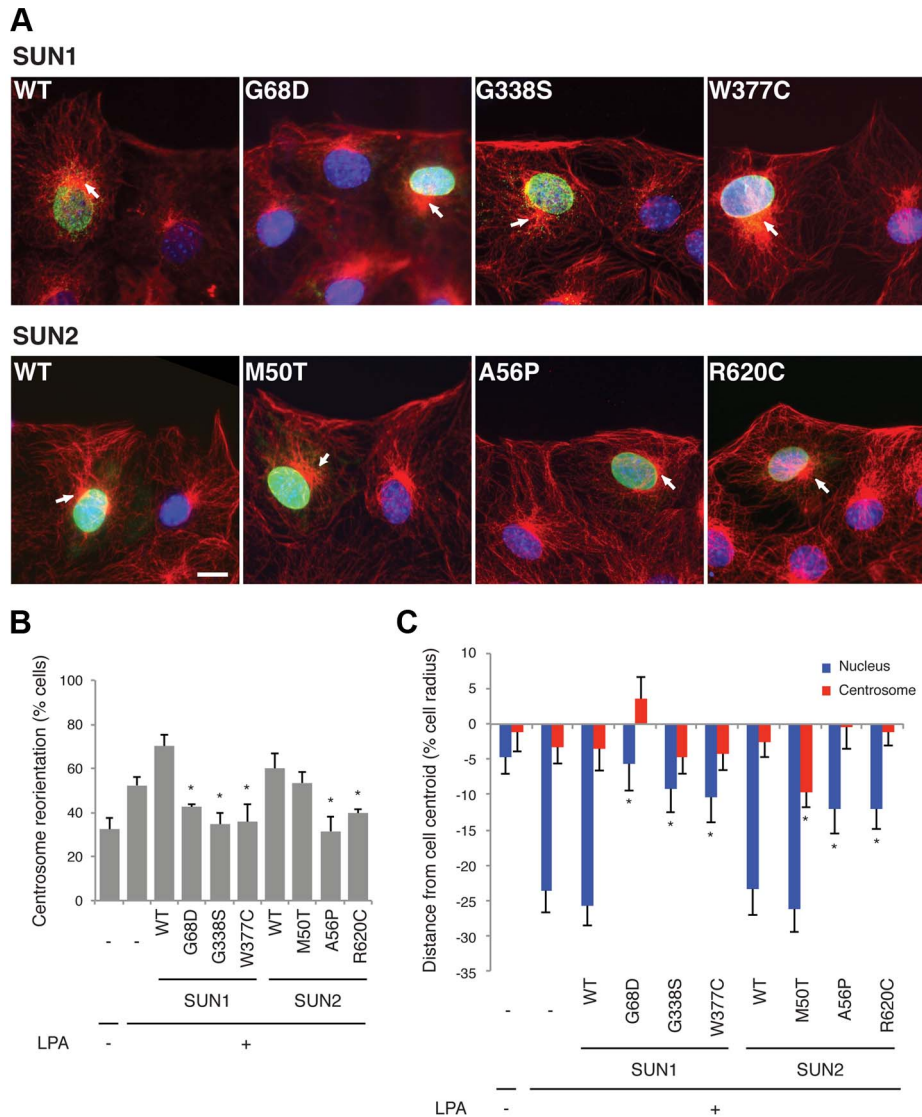 A
SUN1
WT
G68D
G338S
W377C
SUN2
WT
M50T
A56P
R620C
B
Centrosome reorientation (% cells)
100
80
60
40
20
0
* * * * *
- - WT G68D G338S W377C WT M50T A56P R620C
SUN1 SUN2
LPA - +
C
Distance from cell centroid (% cell radius)
10
5
0
-5
-10
-15
-20
-25
-30
-35
Nucleus
Centrosome
* * * * * *
- - WT G68D G338S W377C WT M50T A56P R620C
SUN1 SUN2
LPA - +